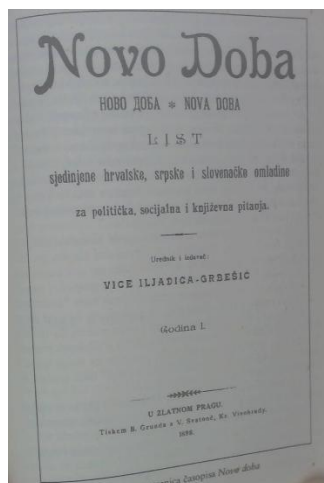 Novo Doba
НОВО ДОБА * NOVA DOBA
LIST
sjedinjene hrvatske, srpske i slovenačke omladine
za politička, socijalna i književna pitanja.
Urednik i izdavač:
VICE ILJADICA-GRBEŠIĆ
Godina I.
U ZLATNOM PRAGU.
Tiskom B. Grunda a V. Svatoně, Kr. Vinohrady.
1898.
časopisa Novo doba